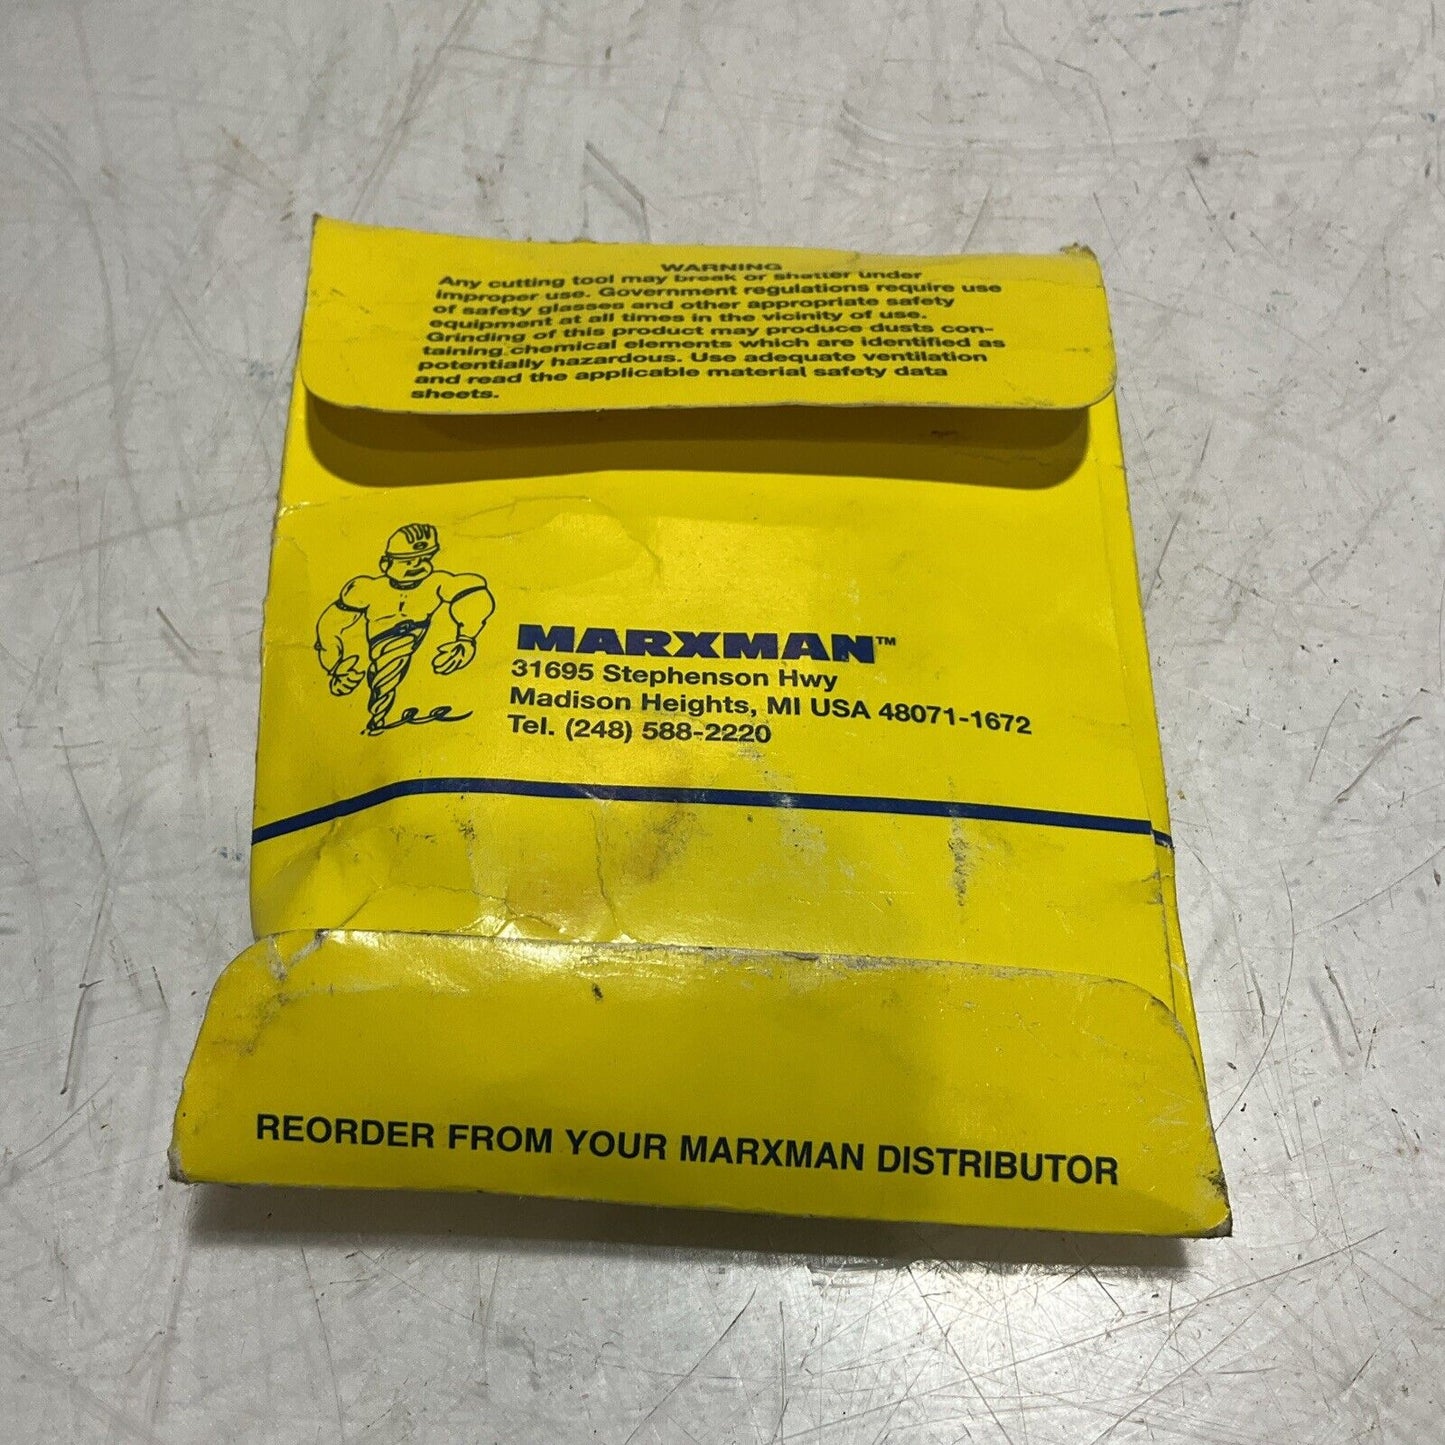 WARNING
Any cutting tool may break or shatter under
improper use. Government regulations require use
of safety glasses and other appropriate safety
equipment at all times in the vicinity of use.
Grinding of this product may produce dusts con-
taining chemical elements which are identified as
potentially hazardous. Use adequate ventilation
and read the applicable material safety data
sheets.
MARXMAN™
31695 Stephenson Hwy
Madison Heights, MI USA 48071-1672
Tel. (248) 588-2220
REORDER FROM YOUR MARXMAN DISTRIBUTOR